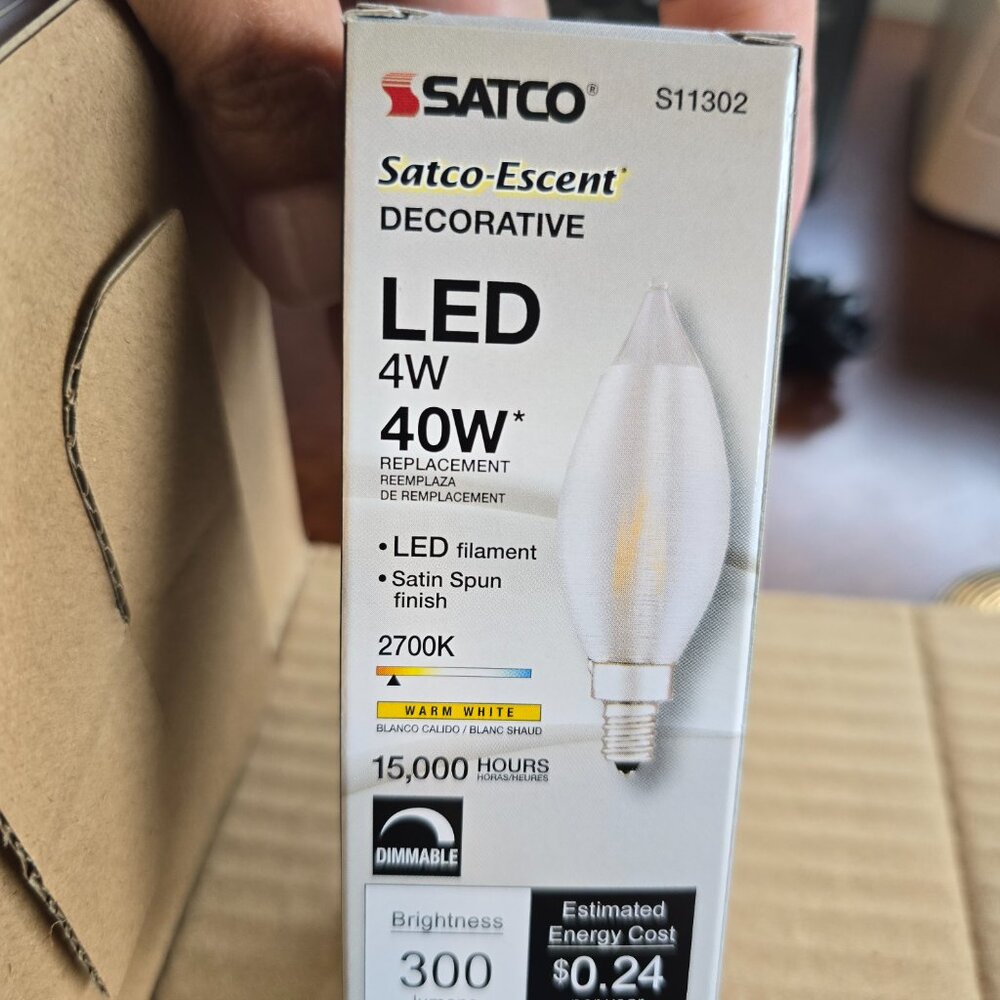 SATCO® S11302
Satco-Escent®
DECORATIVE
LED
4W
40W*
REPLACEMENT
REEMPLAZA
DE REMPLACEMENT
• LED filament
• Satin Spun
finish
2700K
WARM WHITE
BLANCO CALIDO / BLANC SHAUD
15,000 HOURS
HORAS/HEURES
DIMMABLE
Brightness
300
Estimated
Energy Cost
$0.24